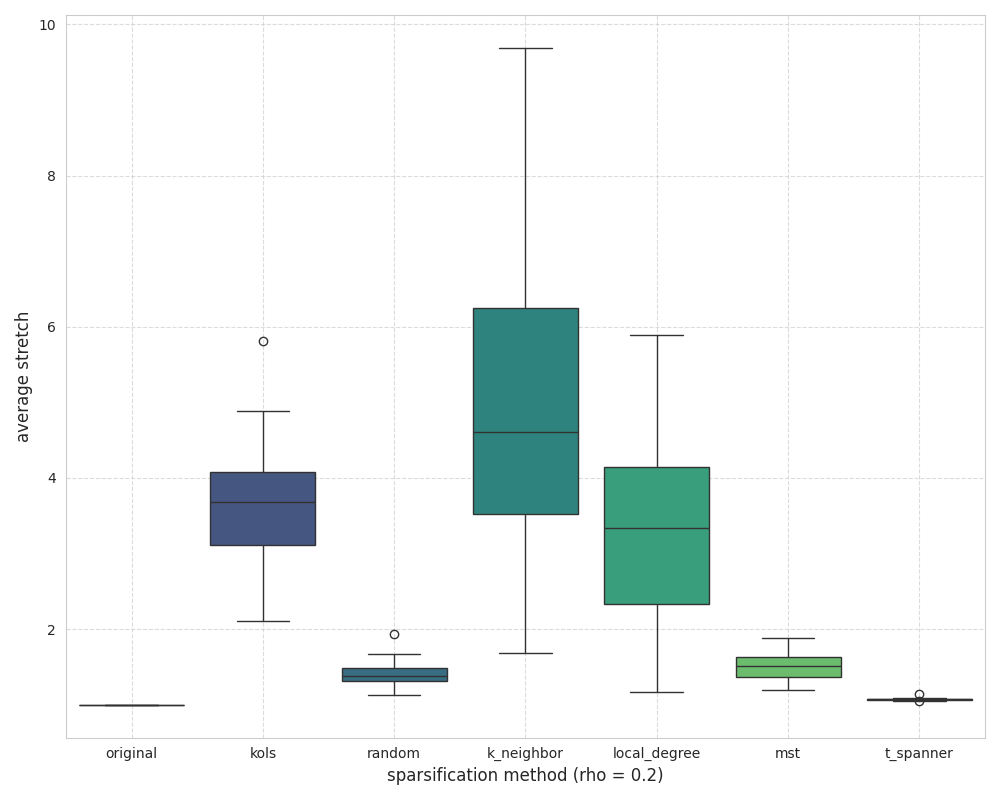 average stretch
10
8
6
4
2
original kols random k_neighbor local_degree mst t_spanner
sparsification method (rho = 0.2)